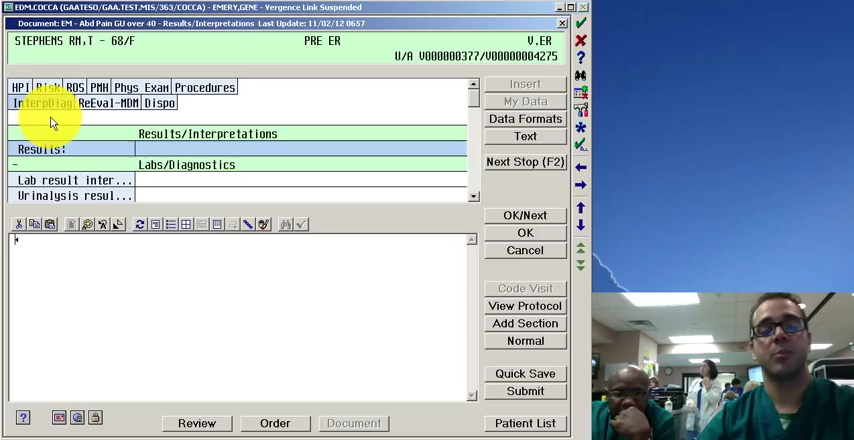 EDM.COCCA (GAATESO/GAA.TEST.MIS/363/COCCA) - EMERY,GENE - Vergence Link Suspended
Document: EM - Abd Pain GU over 40 - Results/Interpretations Last Update: 11/02/12 0657
STEPHENS RN,T - 68/F PRE ER V.ER
U/A V000000377/V00000004275
HPI Risk ROS PMH Phys Exam Procedures
InterpDiag ReEval-MDM Dispo
Results/Interpretations
Results:
- Labs/Diagnostics
Lab result inter...
Urinalysis resul...
Insert
My Data
Data Formats
Text
Next Stop (F2)
OK/Next
OK
Cancel
Code Visit
View Protocol
Add Section
Normal
Quick Save
Submit
Review Order Document Patient List